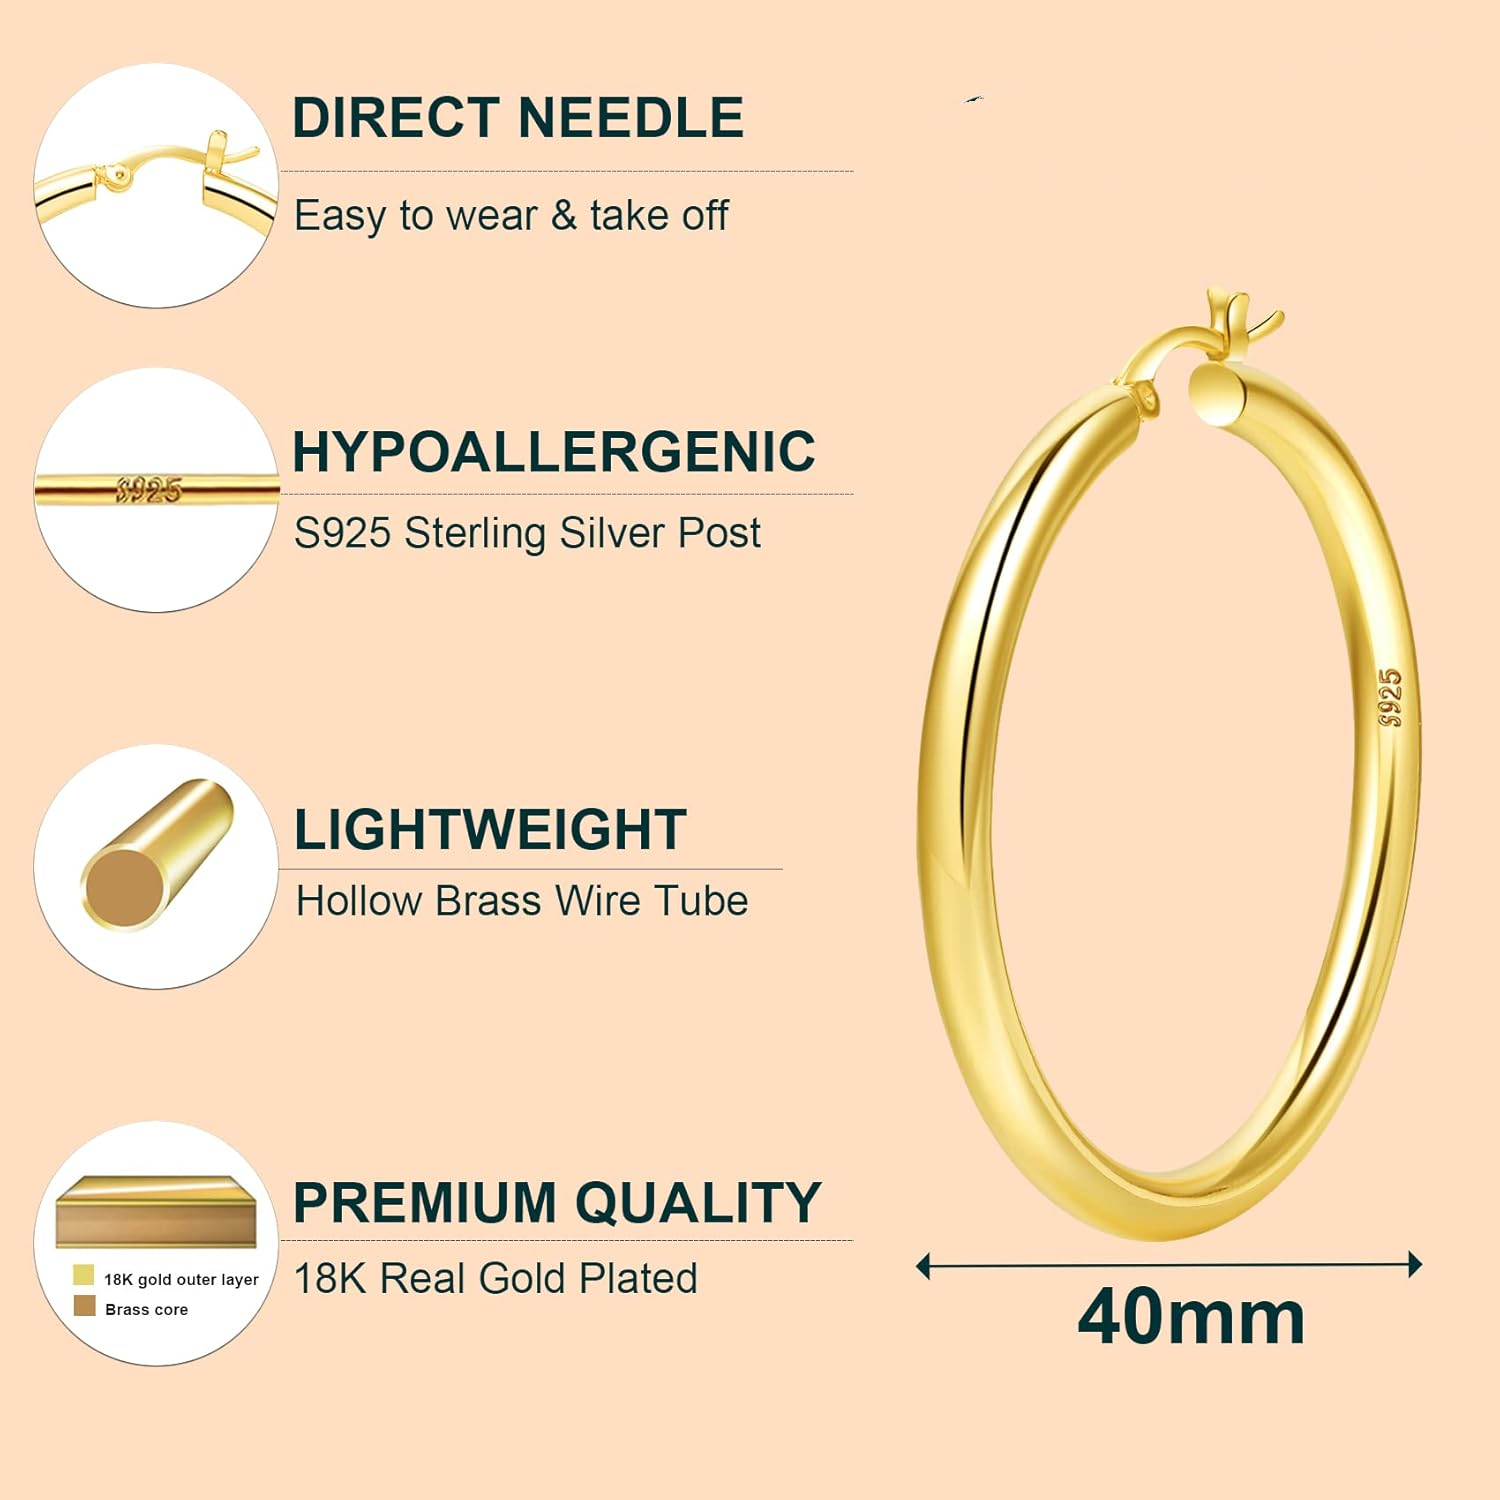 DIRECT NEEDLE
Easy to wear & take off
S925
HYPOALLERGENIC
S925 Sterling Silver Post
LIGHTWEIGHT
Hollow Brass Wire Tube
PREMIUM QUALITY
18K Real Gold Plated
18K gold outer layer
Brass core
S925
40mm